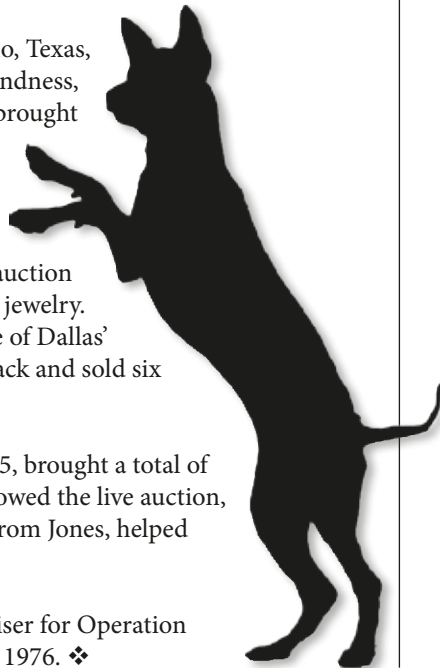 o, Texas,
ndness,
brought
auction
jewelry.
e of Dallas’
ack and sold six
5, brought a total of
owed the live auction,
rom Jones, helped
iser for Operation
1976. ❖